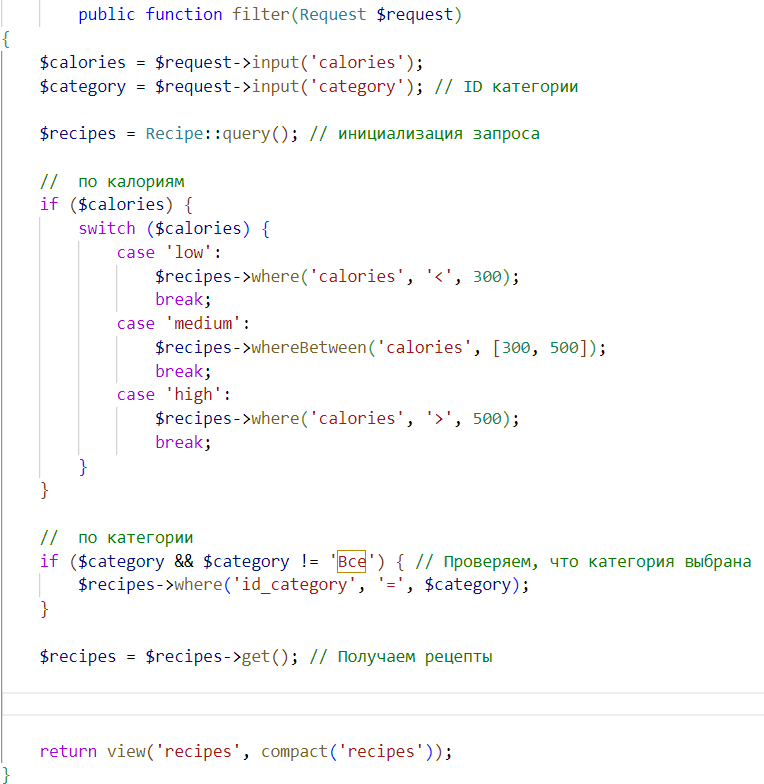 public function filter(Request $request)
{
$calories = $request->input('calories');
$category = $request->input('category'); // ID категории
$recipes = Recipe::query(); // инициализация запроса
//  по калориям
if ($calories) {
switch ($calories) {
case 'low':
$recipes->where('calories', '<', 300);
break;
case 'medium':
$recipes->whereBetween('calories', [300, 500]);
break;
case 'high':
$recipes->where('calories', '>', 500);
break;
}
}
//  по категории
if ($category && $category != 'Все') { // Проверяем, что категория выбрана
$recipes->where('id_category', '=', $category);
}
$recipes = $recipes->get(); // Получаем рецепты
return view('recipes', compact('recipes'));
}